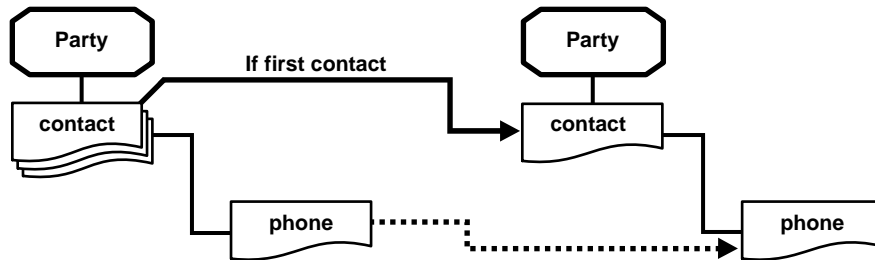 Party
Party
If first contact
contact
contact
phone
phone